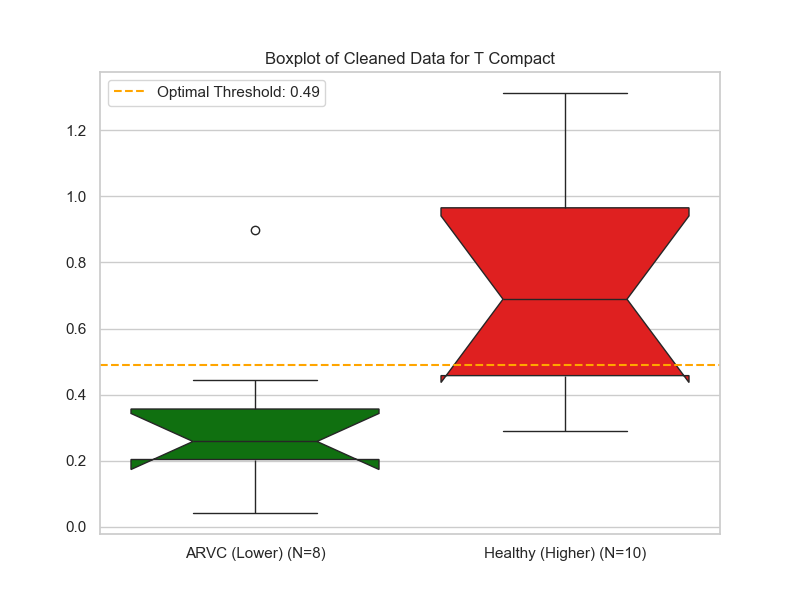 Boxplot of Cleaned Data for T Compact
Optimal Threshold: 0.49
1.2
1.0
0.8
0.6
0.4
0.2
0.0
ARVC (Lower) (N=8)
Healthy (Higher) (N=10)